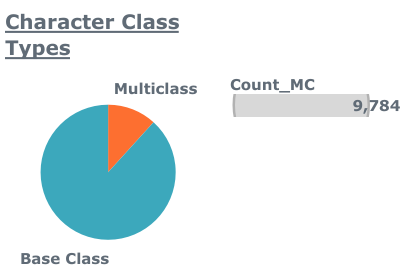 Character Class
Types
Multiclass
Count_MC
9,784
Base Class